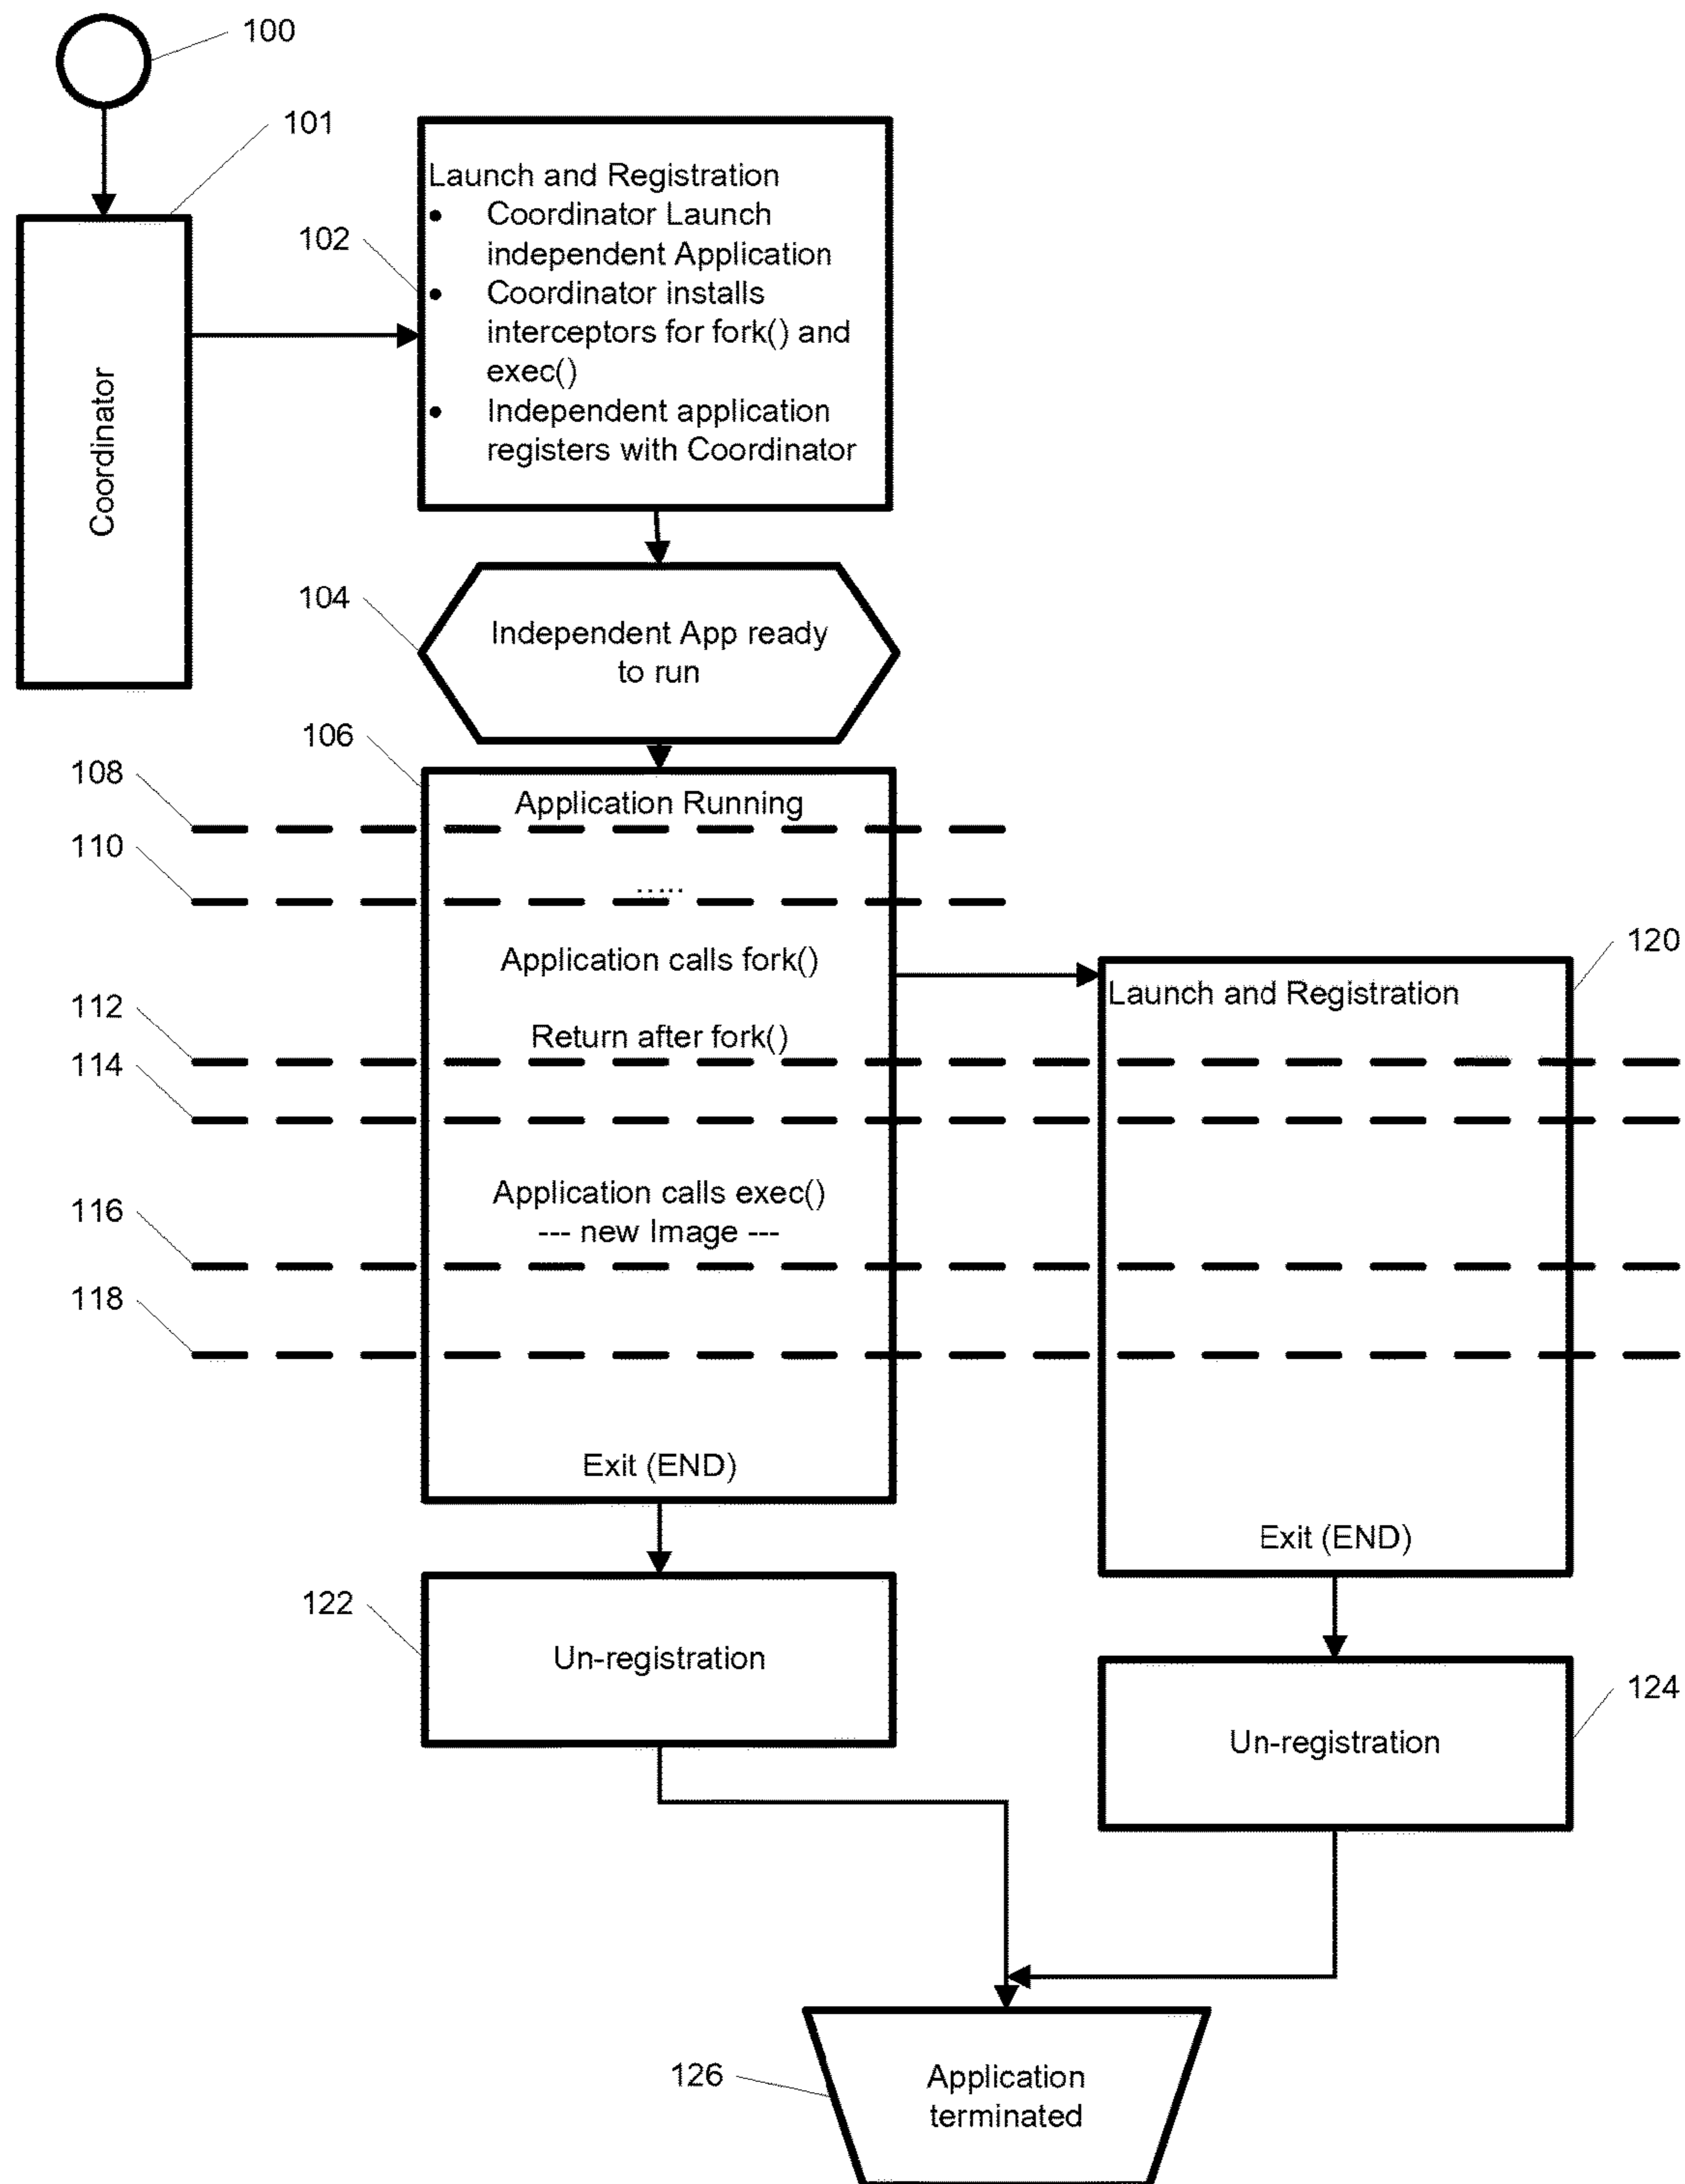 100
101
Coordinator
Launch and Registration
• Coordinator Launch
independent Application
102
• Coordinator installs
interceptors for fork() and
exec()
• Independent application
registers with Coordinator
104
Independent App ready
to run
106
108
Application Running
110
.....
Application calls fork()
120
Launch and Registration
112
Return after fork()
114
Application calls exec()
116
--- new Image ---
118
Exit (END)
Exit (END)
122
Un-registration
124
Un-registration
126
Application
terminated